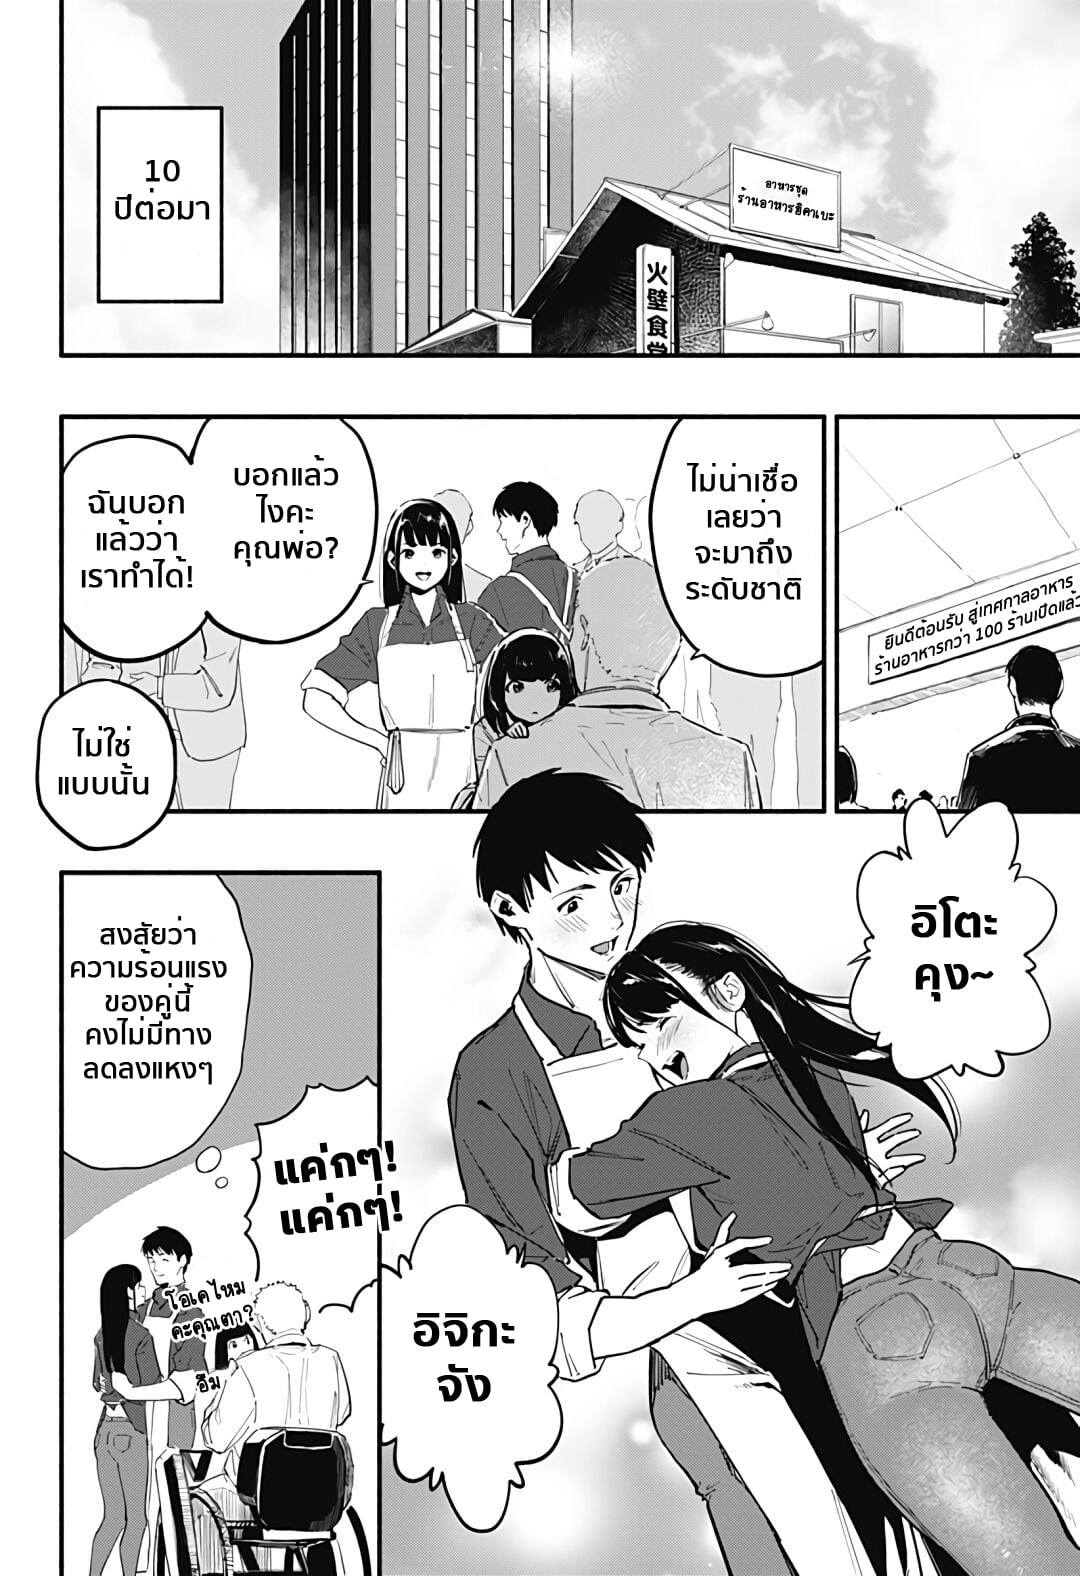 10
ปีต่อมา
อาหารชุด
ร้านอาหารฮิคาเบะ
火壁食堂
ยินดีต้อนรับ สู่เทศกาลอาหาร
ร้านอาหารกว่า 100 ร้านเปิดแล้ว
ไม่น่าเชื่อ
เลยว่า
จะมาถึง
ระดับชาติ
บอกแล้ว
ไงคะ
คุณพ่อ?
ฉันบอก
แล้วว่า
เราทำได้!
ไม่ใช่
แบบนั้น
อิโตะ
คุง~
อิจิกะ
จัง
แค่กๆ!
แค่กๆ!
สงสัยว่า
ความร้อนแรง
ของคู่นี้
คงไม่มีทาง
ลดลงแหงๆ
โอเคไหม
คะคุณตา?
อึม